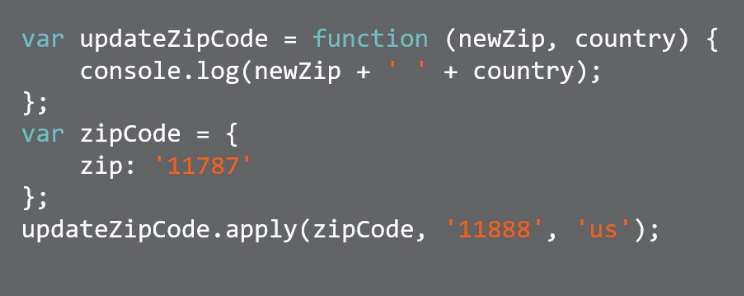 var updateZipCode = function (newZip, country) {
    console.log(newZip + ' ' + country);
};
var zipCode = {
    zip: '11787'
};
updateZipCode.apply(zipCode, '11888', 'us');